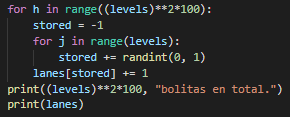 for h in range((levels)**2*100):
    stored = -1
    for j in range(levels):
        stored += randint(0, 1)
    lanes[stored] += 1
print((levels)**2*100, "bolitas en total.")
print(lanes)